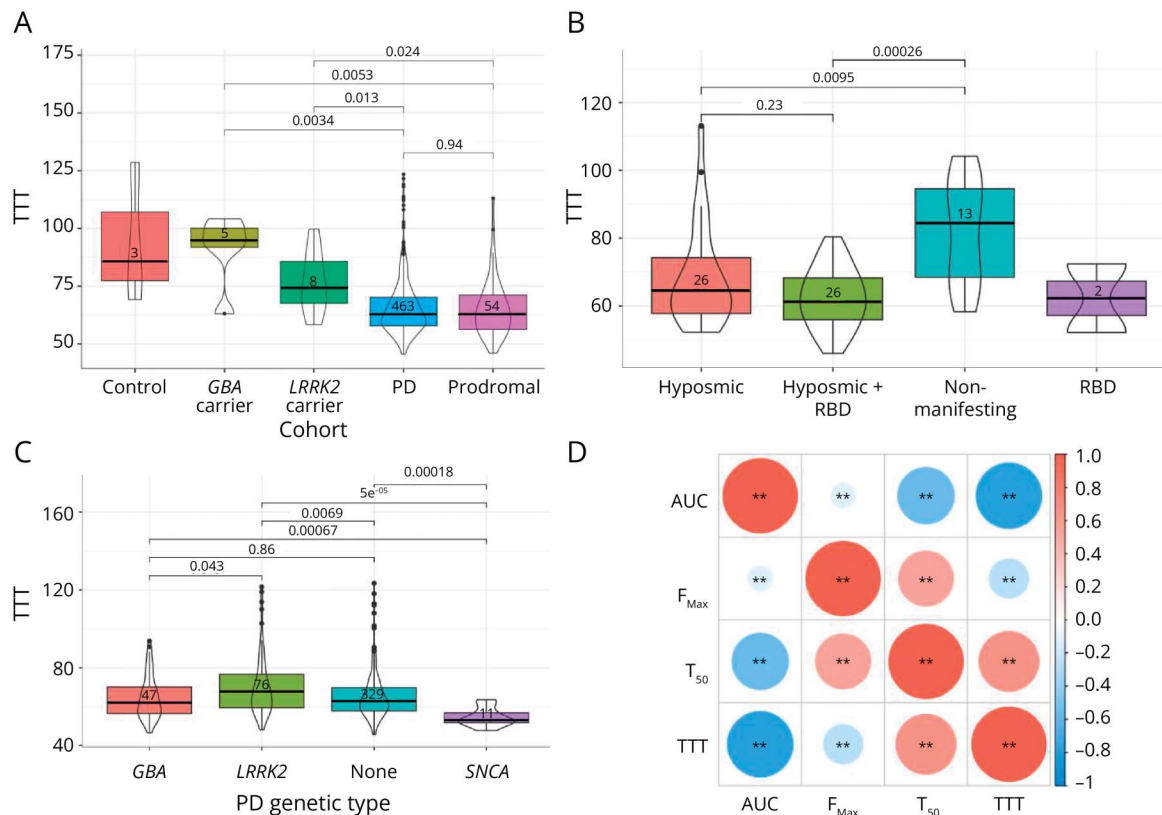 A
175
150
125
100
75
50
TTT
0.024
0.0053
0.013
0.0034
0.94
3
5
8
463
54
Control
GBA
carrier
LRRK2
carrier
PD
Prodromal
Cohort
B
120
100
80
60
TTT
0.00026
0.0095
0.23
26
26
13
2
Hyposmic
Hyposmic +
RBD
Non-
manifesting
RBD
C
160
120
80
40
TTT
0.00018
5e-05
0.0069
0.00067
0.86
0.043
47
76
329
11
GBA
LRRK2
None
SNCA
PD genetic type
D
AUC
** ** ** **
FMax
** ** ** **
T50
** ** ** **
TTT
** ** ** **
AUC FMax T50 TTT
1.0
0.8
0.6
0.4
0.2
0.0
–0.2
–0.4
–0.6
–0.8
–1